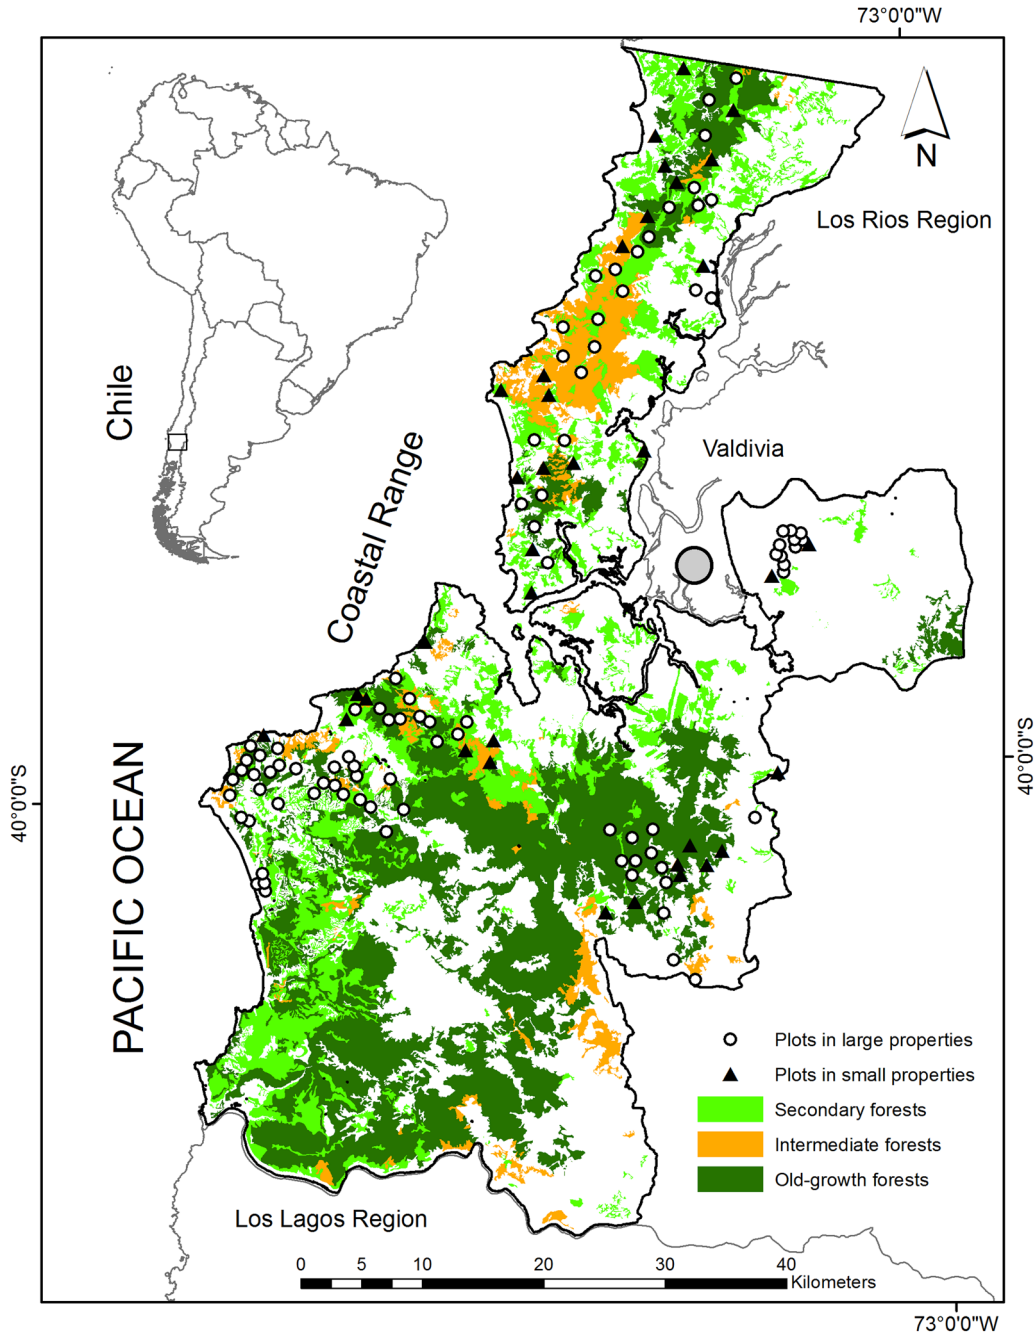 73°0'0"W
N
Los Rios Region
Chile
Coastal Range
Valdivia
40°0'0"S
40°0'0"S
PACIFIC OCEAN
Plots in large properties
Plots in small properties
Secondary forests
Intermediate forests
Old-growth forests
Los Lagos Region
0 5 10 20 30 40
Kilometers
73°0'0"W